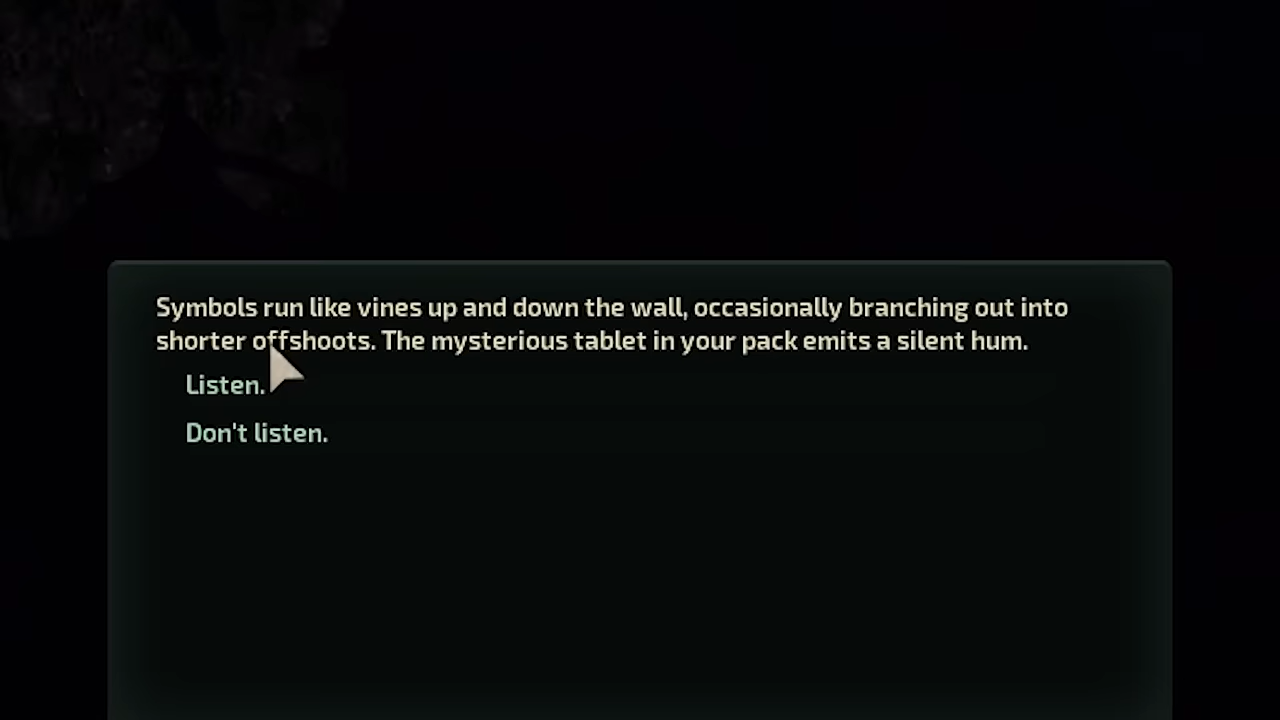 Symbols run like vines up and down the wall, occasionally branching out into
shorter offshoots. The mysterious tablet in your pack emits a silent hum.
Listen.
Don't listen.